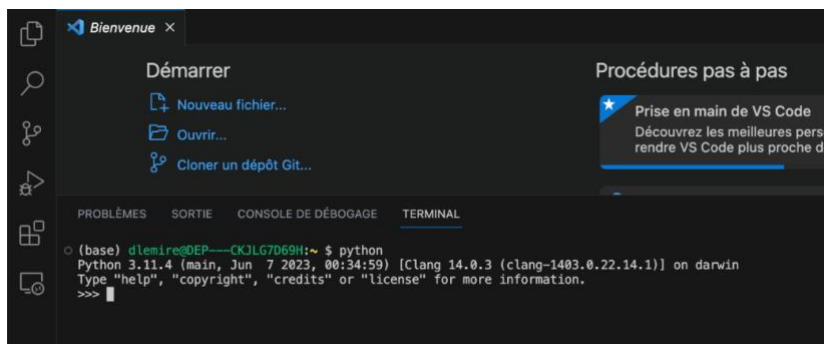 Bienvenue
Démarrer
Nouveau fichier...
Ouvrir...
Cloner un dépôt Git...
Procédures pas à pas
Prise en main de VS Code
Découvrez les meilleures pers
rendre VS Code plus proche d
PROBLÈMES SORTIE CONSOLE DE DÉBOGAGE TERMINAL
(base) dlemire@DEP---CKJLG7D69H:~ $ python
Python 3.11.4 (main, Jun 7 2023, 00:34:59) [Clang 14.0.3 (clang-1403.0.22.14.1)] on darwin
Type "help", "copyright", "credits" or "license" for more information.
>>>